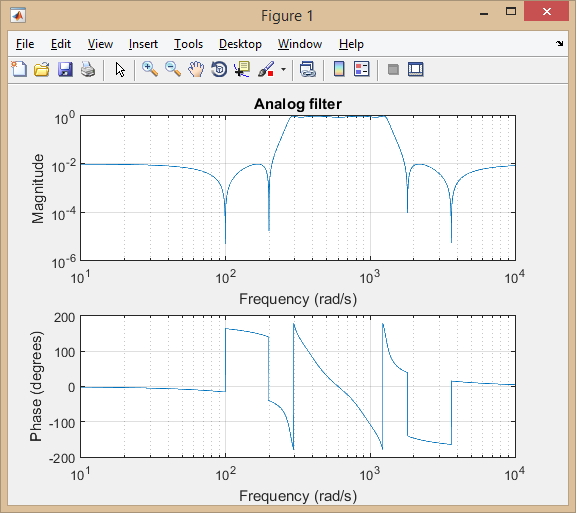 Figure 1
File Edit View Insert Tools Desktop Window Help
Analog filter
Magnitude
10^0
10^-2
10^-4
10^-6
10^1 10^2 10^3 10^4
Frequency (rad/s)
Phase (degrees)
200
100
0
-100
-200
10^1 10^2 10^3 10^4
Frequency (rad/s)